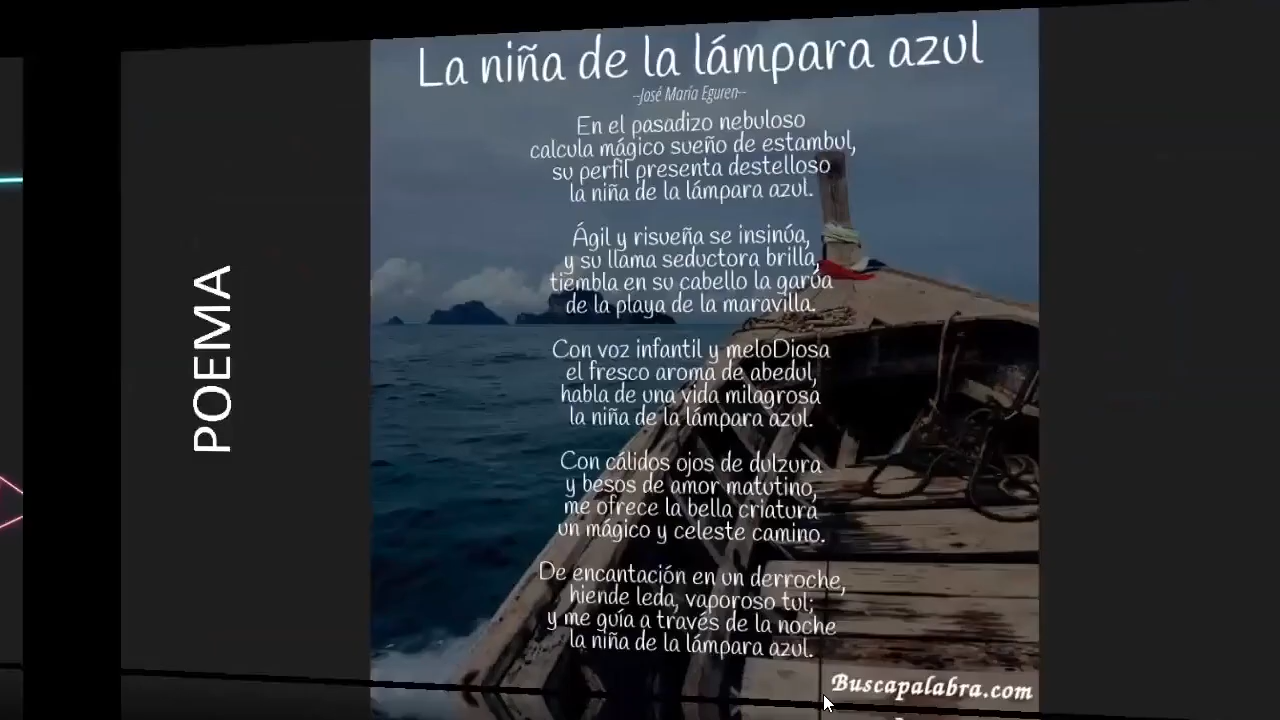 POEMA
La niña de la lámpara azul
--José María Eguren--
En el pasadizo nebuloso
calcula mágico sueño de estambul,
su perfil presenta destelloso
la niña de la lámpara azul.
Ágil y risueña se insinúa,
y su llama seductora brilla,
tiembla en su cabello la garúa
de la playa de la maravilla.
Con voz infantil y meloDiosa
el fresco aroma de abedul,
habla de una vida milagrosa
la niña de la lámpara azul.
Con cálidos ojos de dulzura
y besos de amor matutino,
me ofrece la bella criatura
un mágico y celeste camino.
De encantación en un derroche,
hiende leda, vaporoso tul;
y me guía a través de la noche
la niña de la lámpara azul.
Buscapalabra.com